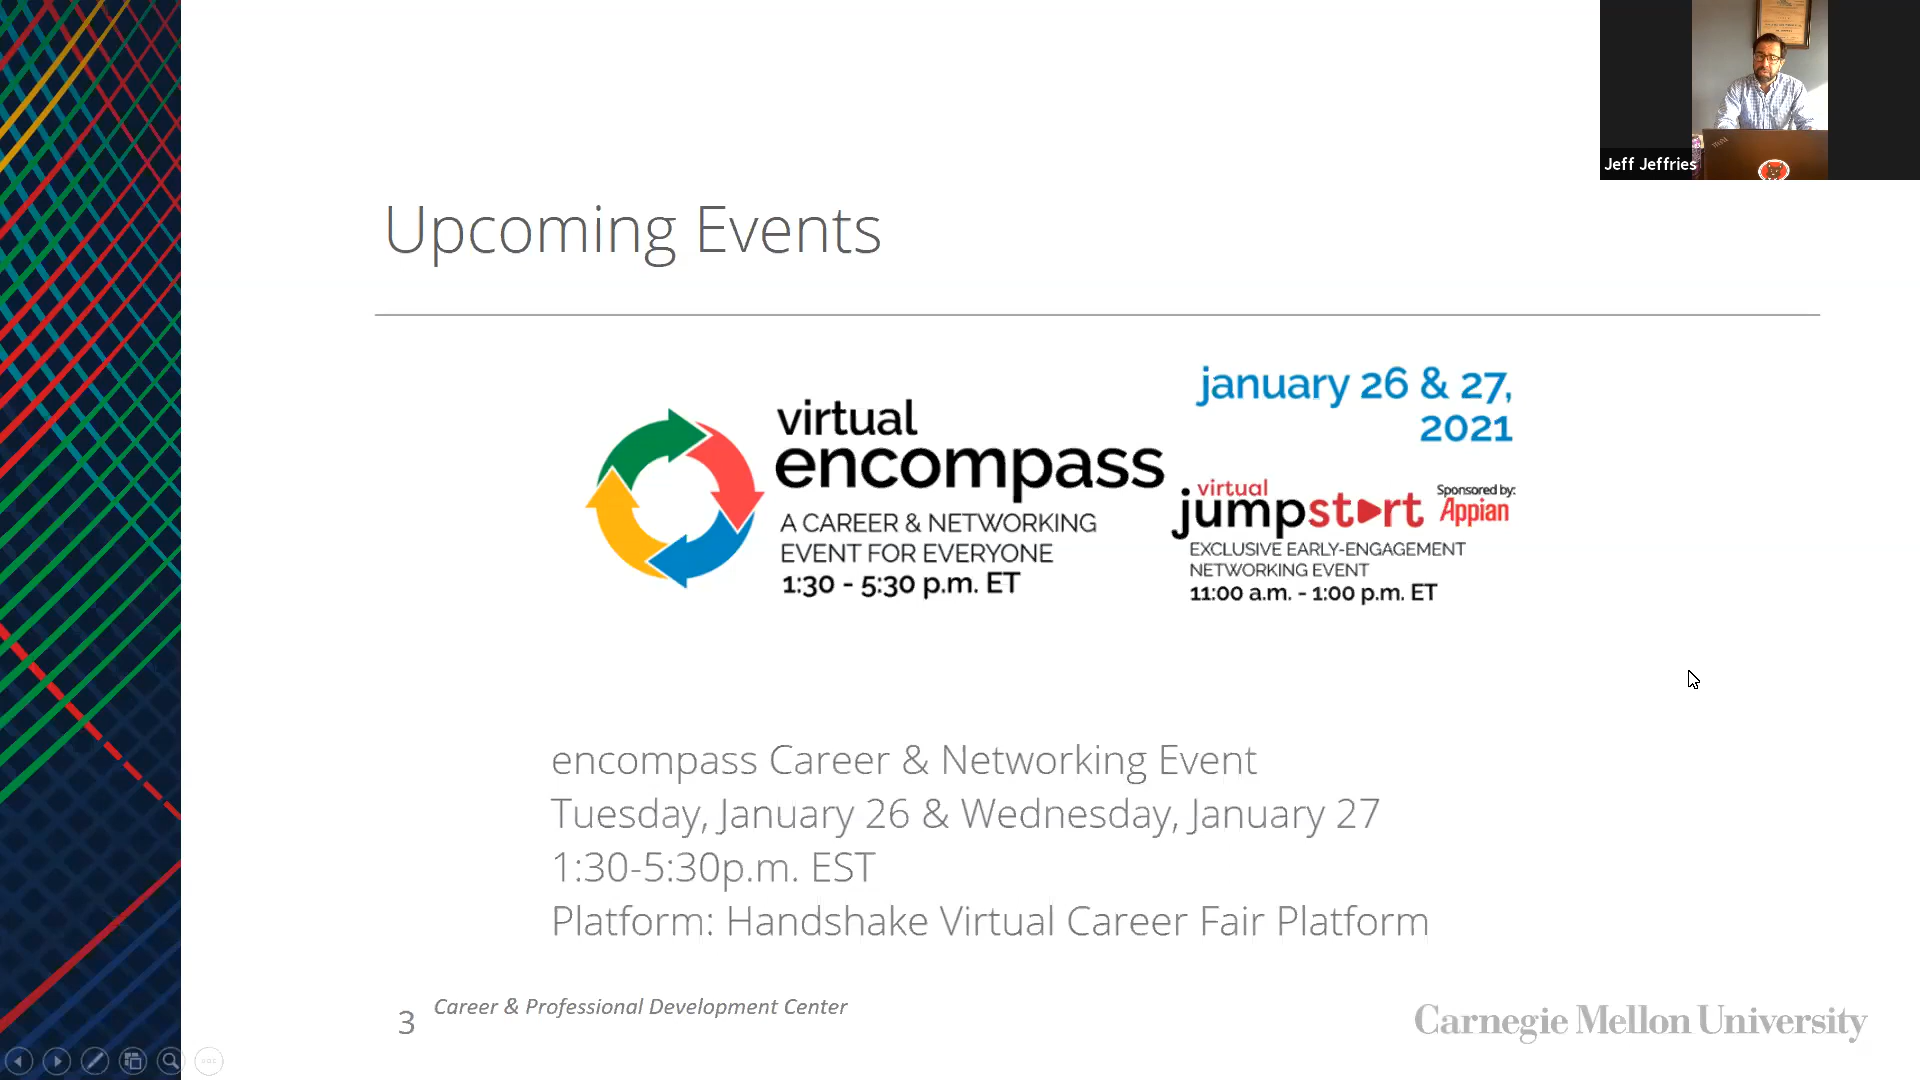 Jeff Jeffries
Upcoming Events
virtual
encompass
A CAREER & NETWORKING
EVENT FOR EVERYONE
1:30 - 5:30 p.m. ET
january 26 & 27,
2021
virtual
jumpstart
Sponsored by:
Appian
EXCLUSIVE EARLY-ENGAGEMENT
NETWORKING EVENT
11:00 a.m. - 1:00 p.m. ET
encompass Career & Networking Event
Tuesday, January 26 & Wednesday, January 27
1:30-5:30p.m. EST
Platform: Handshake Virtual Career Fair Platform
3
Career & Professional Development Center
Carnegie Mellon University